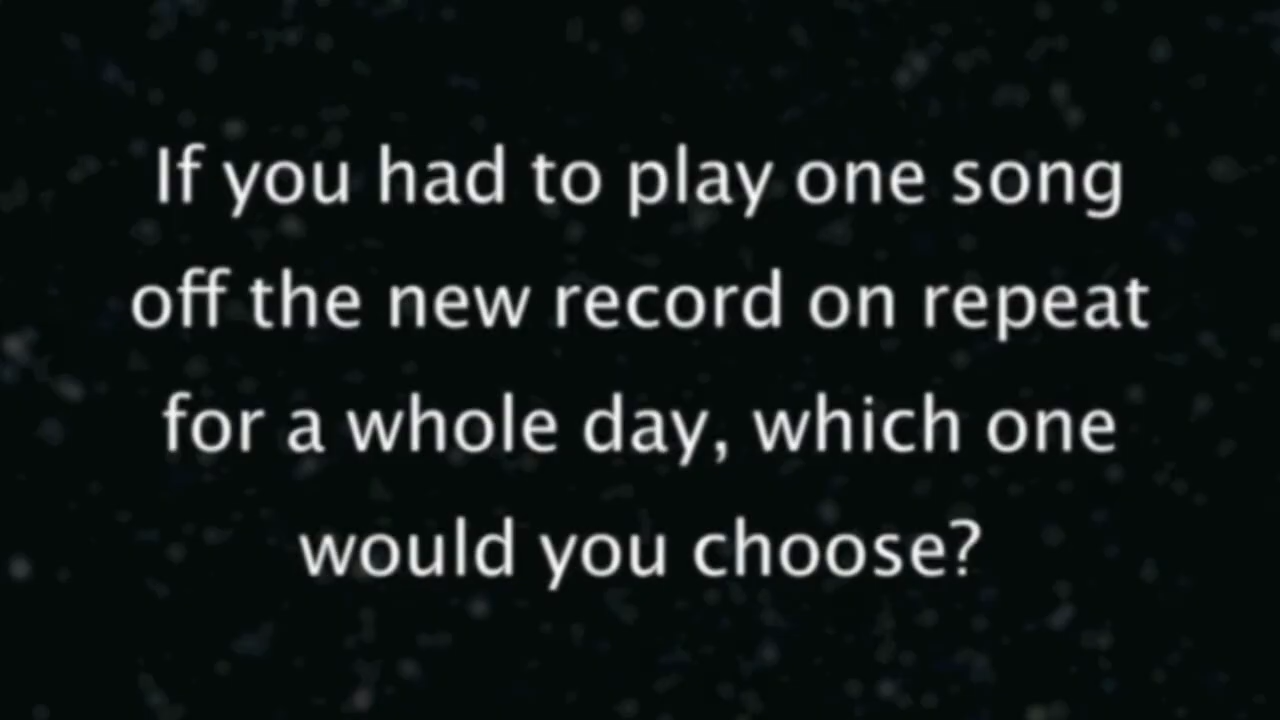 If you had to play one song
off the new record on repeat
for a whole day, which one
would you choose?